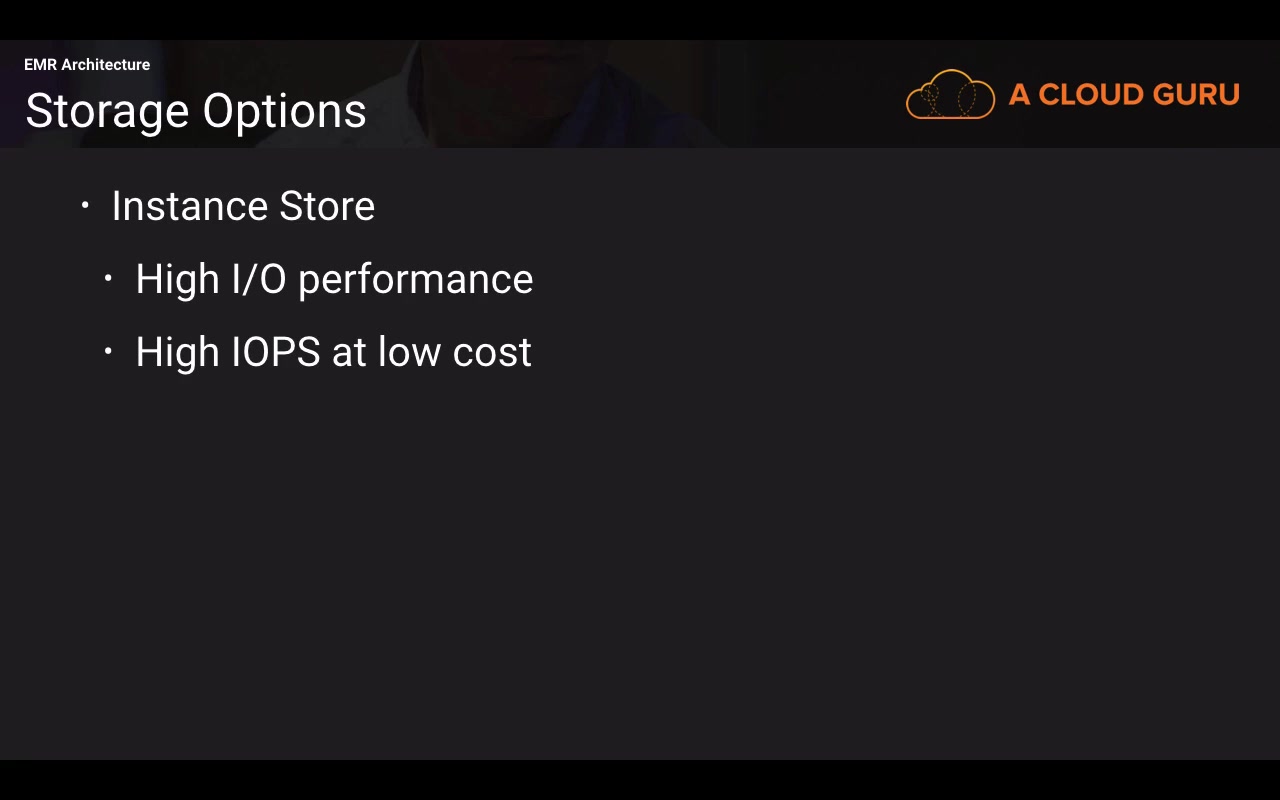 EMR Architecture
Storage Options
A CLOUD GURU
• Instance Store
• High I/O performance
• High IOPS at low cost